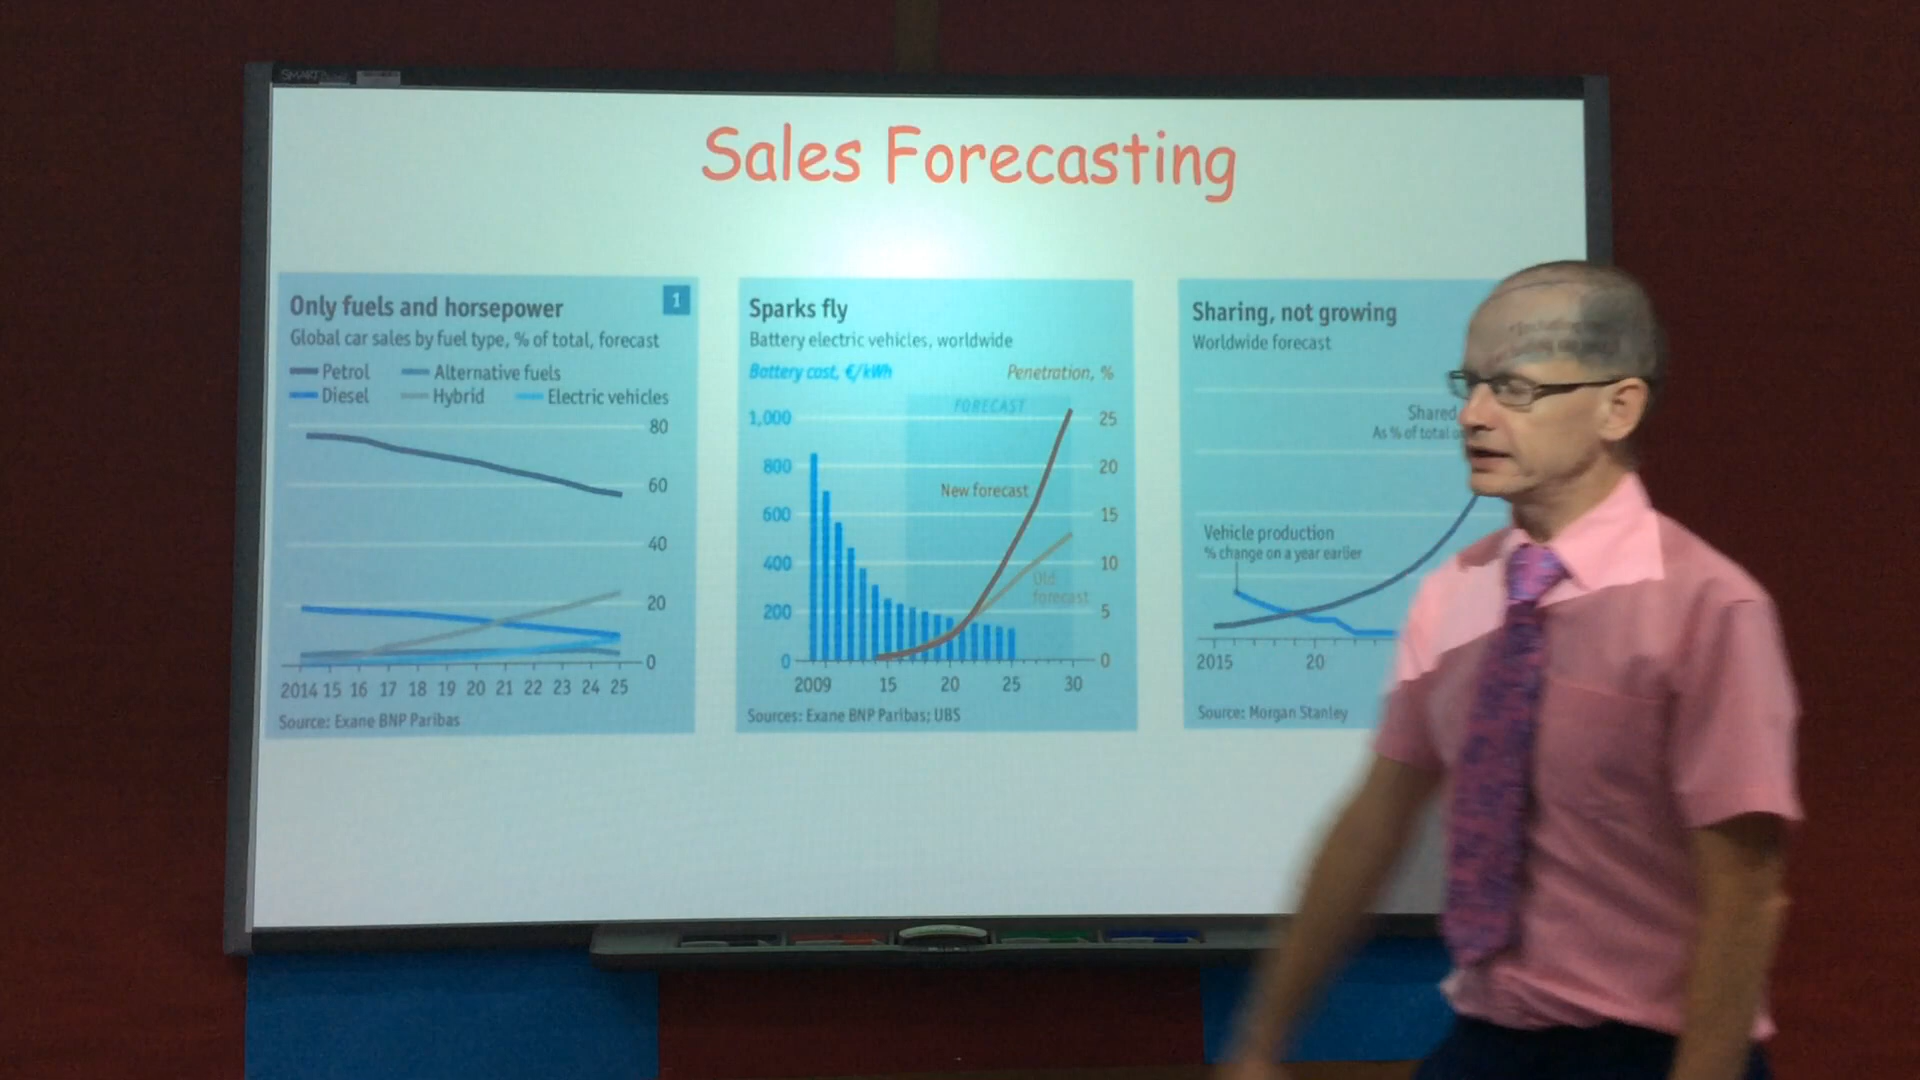 SMART
Sales Forecasting
Only fuels and horsepower
1
Global car sales by fuel type, % of total, forecast
Petrol Alternative fuels
Diesel Hybrid Electric vehicles
80
60
40
20
0
2014 15 16 17 18 19 20 21 22 23 24 25
Source: Exane BNP Paribas
Sparks fly
Battery electric vehicles, worldwide
Battery cost, €/kWh Penetration, %
FORECAST
1,000 25
800 20
New forecast
600 15
400 10
Old
forecast
200 5
0 0
2009 15 20 25 30
Sources: Exane BNP Paribas; UBS
Sharing, not growing
Worldwide forecast
Shared
As % of total
Vehicle production
% change on a year earlier
2015 20
Source: Morgan Stanley